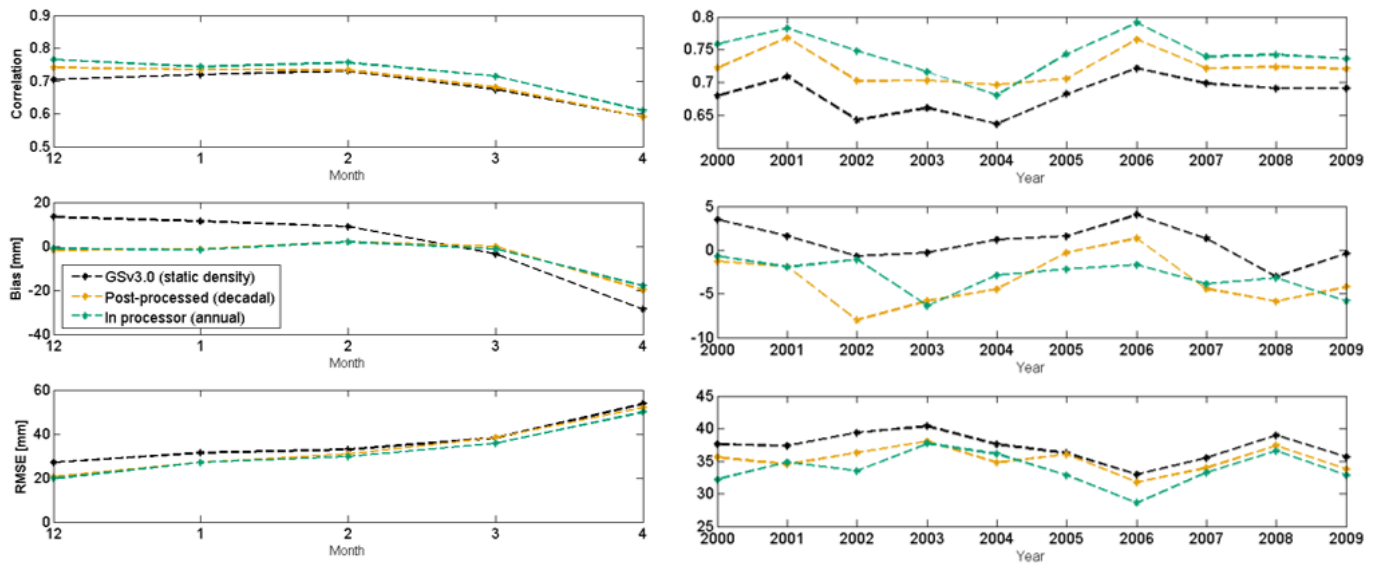 Correlation
0.9
0.8
0.7
0.6
0.5
12 1 2 3 4
Month
0.8
0.75
0.7
0.65
2000 2001 2002 2003 2004 2005 2006 2007 2008 2009
Year
Bias [mm]
20
0
-20
-40
GSv3.0 (static density)
Post-processed (decadal)
In processor (annual)
12 1 2 3 4
Month
5
0
-5
-10
2000 2001 2002 2003 2004 2005 2006 2007 2008 2009
Year
RMSE [mm]
60
40
20
0
12 1 2 3 4
Month
45
40
35
30
25
2000 2001 2002 2003 2004 2005 2006 2007 2008 2009
Year